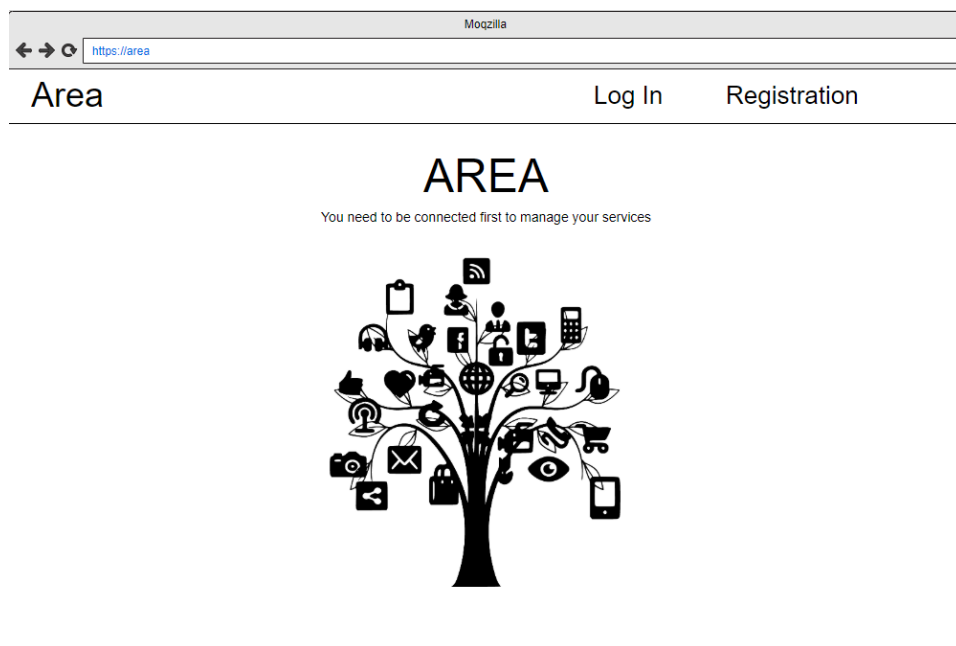 Moqzilla
https://area
Area
Log In
Registration
AREA
You need to be connected first to manage your services